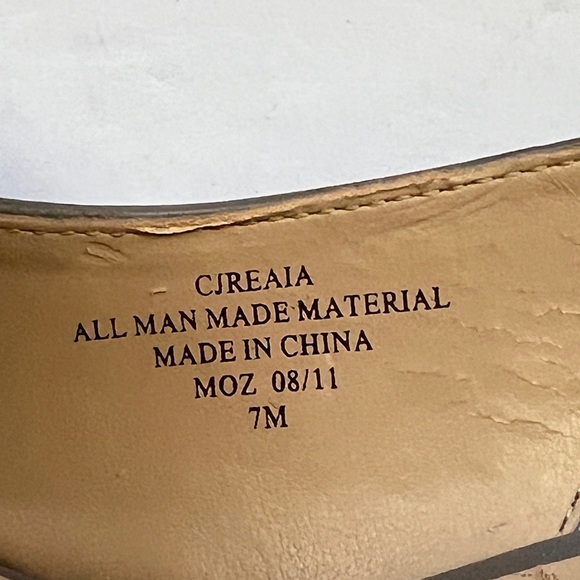 CJREAIA
ALL MAN MADE MATERIAL
MADE IN CHINA
MOZ 08/11
7M